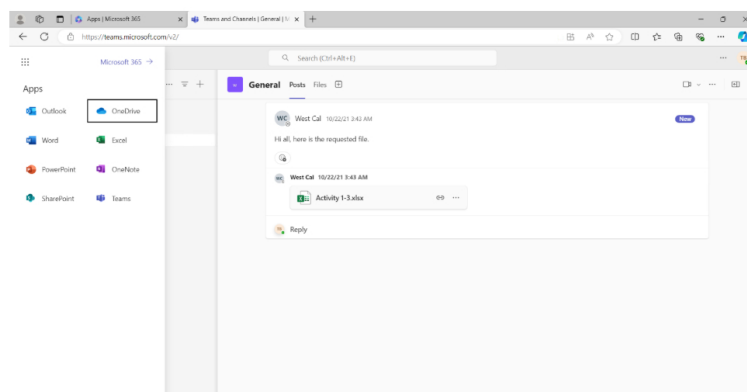 Apps | Microsoft 365
Teams and Channels | General | M
https://teams.microsoft.com/v2/
Microsoft 365 →
Search (Ctrl+Alt+E)
Apps
Outlook
OneDrive
Word
Excel
PowerPoint
OneNote
SharePoint
Teams
General Posts Files
WC West Cal 10/22/21 3:43 AM
New
Hi all, here is the requested file.
WC West Cal 10/22/21 3:43 AM
Activity 1-3.xlsx
Reply